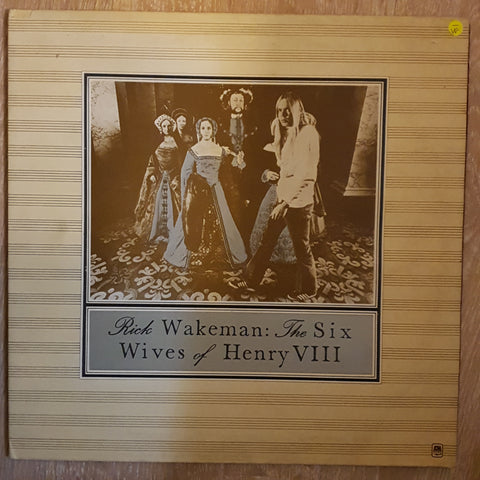 Rick Wakeman: The Six
Wives of Henry VIII